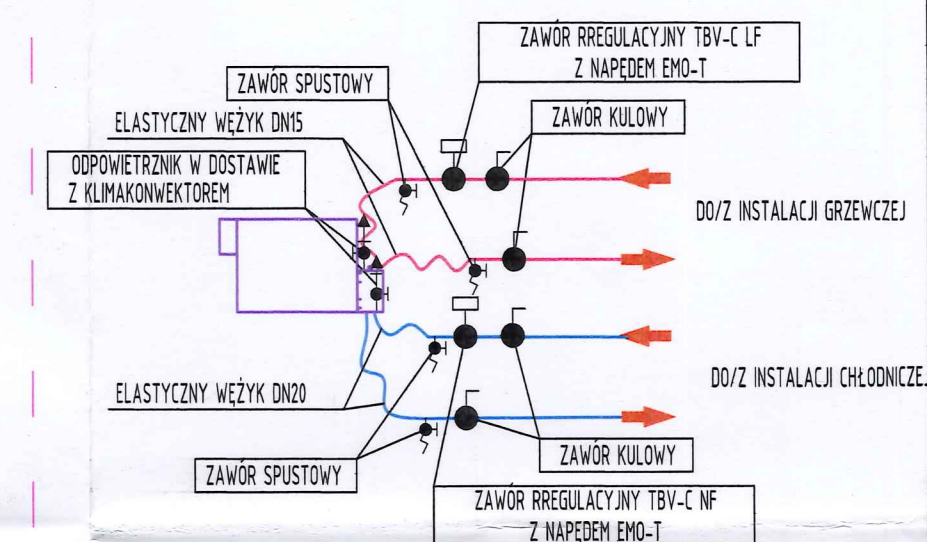 ZAWÓR RREGULACYJNY TBV-C LF
Z NAPĘDEM EMO-T
ZAWÓR SPUSTOWY
ELASTYCZNY WĘŻYK DN15
ZAWÓR KULOWY
ODPOWIETRZNIK W DOSTAWIE
Z KLIMAKONWEKTOREM
DO/Z INSTALACJI GRZEWCZEJ
DO/Z INSTALACJI CHŁODNICZEJ
ELASTYCZNY WĘŻYK DN20
ZAWÓR KULOWY
ZAWÓR SPUSTOWY
ZAWÓR RREGULACYJNY TBV-C NF
Z NAPĘDEM EMO-T